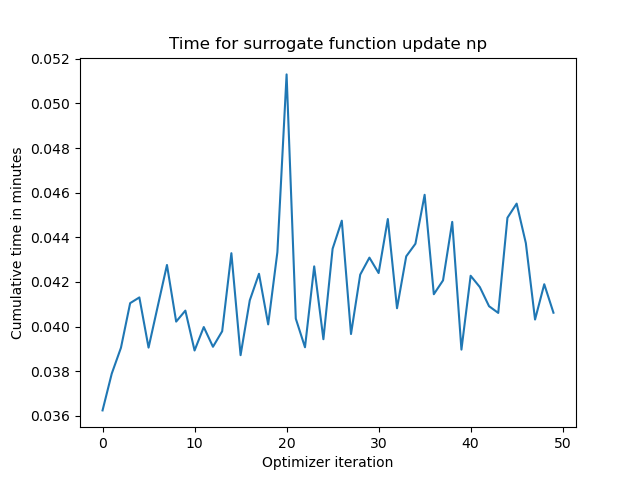 Time for surrogate function update np
Cumulative time in minutes
0.052
0.050
0.048
0.046
0.044
0.042
0.040
0.038
0.036
0 10 20 30 40 50
Optimizer iteration